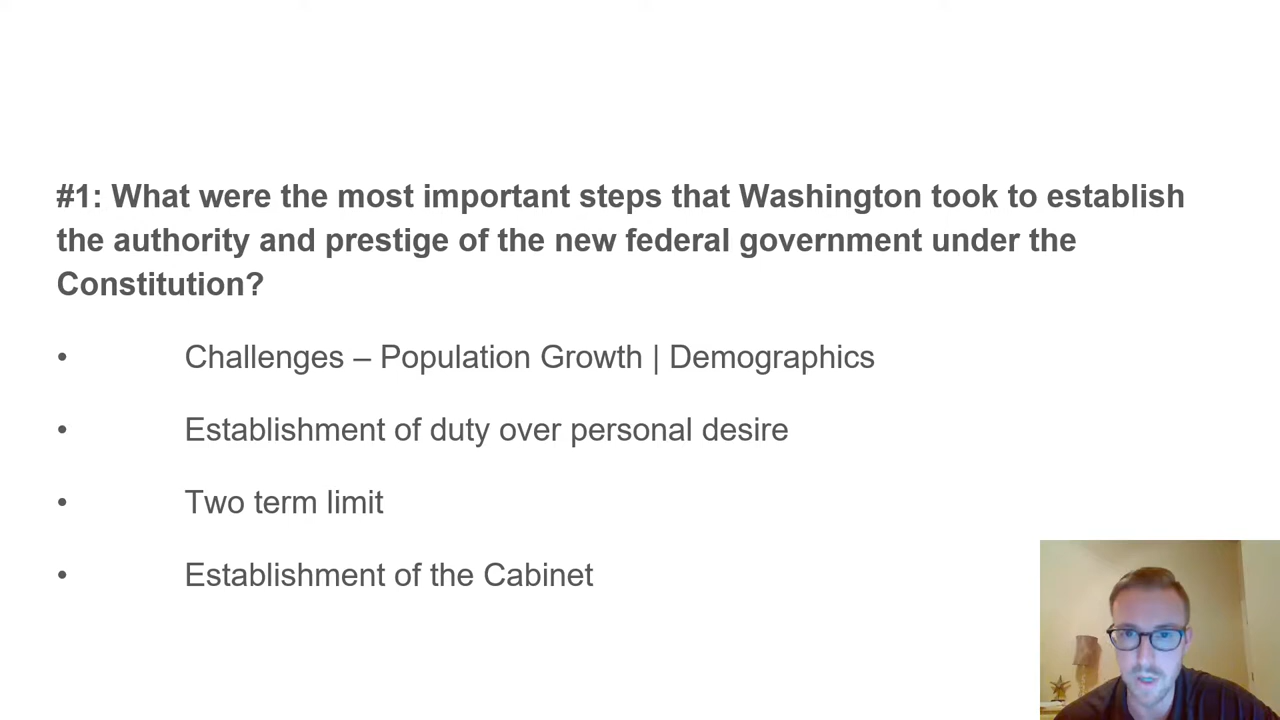 #1: What were the most important steps that Washington took to establish
the authority and prestige of the new federal government under the
Constitution?
• Challenges – Population Growth | Demographics
• Establishment of duty over personal desire
• Two term limit
• Establishment of the Cabinet